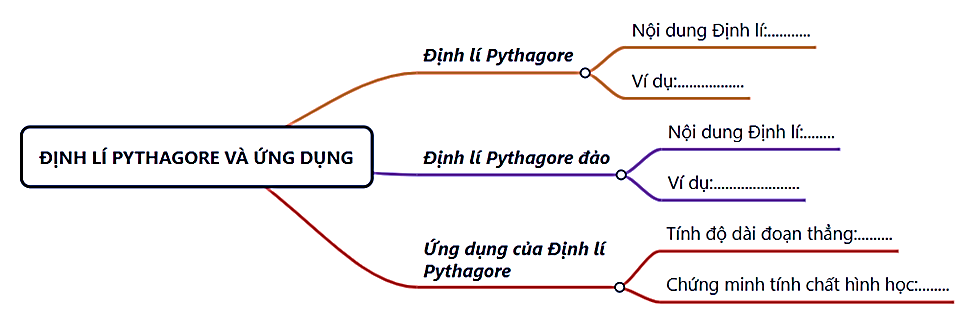 Nội dung Định lí:...........
Định lí Pythagore
Ví dụ:.................
Nội dung Định lí:........
ĐỊNH LÍ PYTHAGORE VÀ ỨNG DỤNG
Định lí Pythagore đảo
Ví dụ:......................
Tính độ dài đoạn thẳng:.........
Ứng dụng của Định lí
Pythagore
Chứng minh tính chất hình học:........